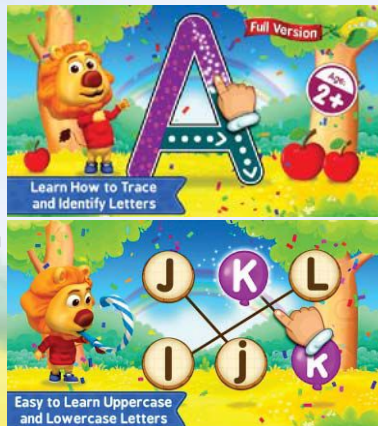 Full Version
A
Age:
2+
Learn How to Trace
and Identify Letters
J K L
l j k
Easy to Learn Uppercase
and Lowercase Letters